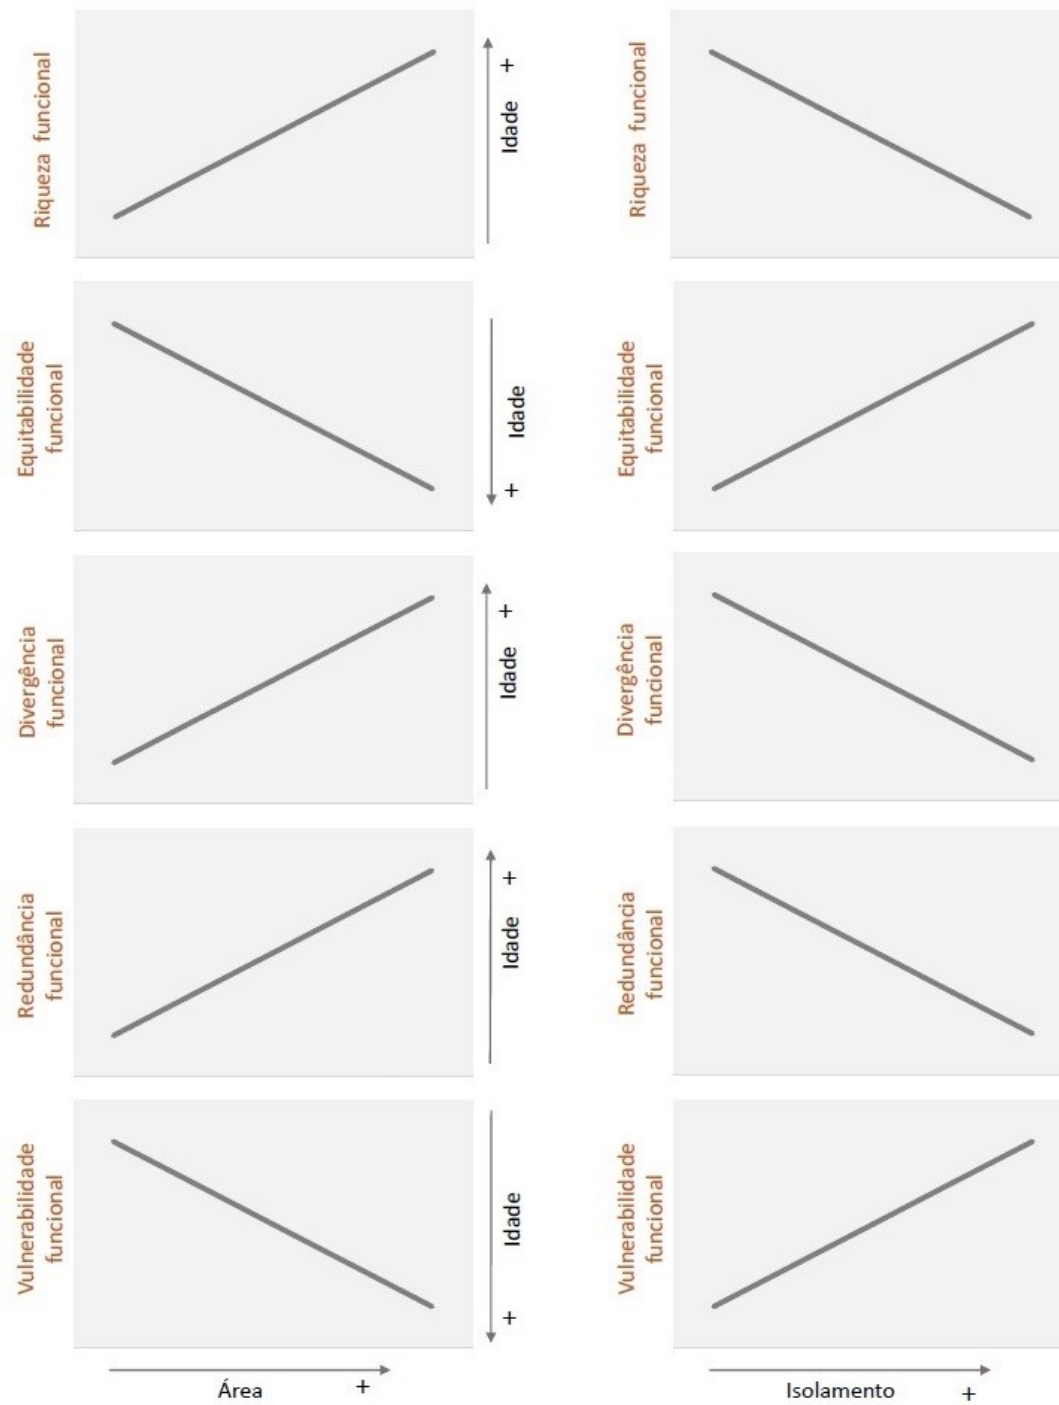 Riqueza funcional
+
Idade
Riqueza funcional
Equitabilidade
funcional
Idade
+
Equitabilidade
funcional
Divergência
funcional
+
Idade
Divergência
funcional
Redundância
funcional
+
Idade
Redundância
funcional
Vulnerabilidade
funcional
Idade
+
Vulnerabilidade
funcional
Área +
Isolamento +